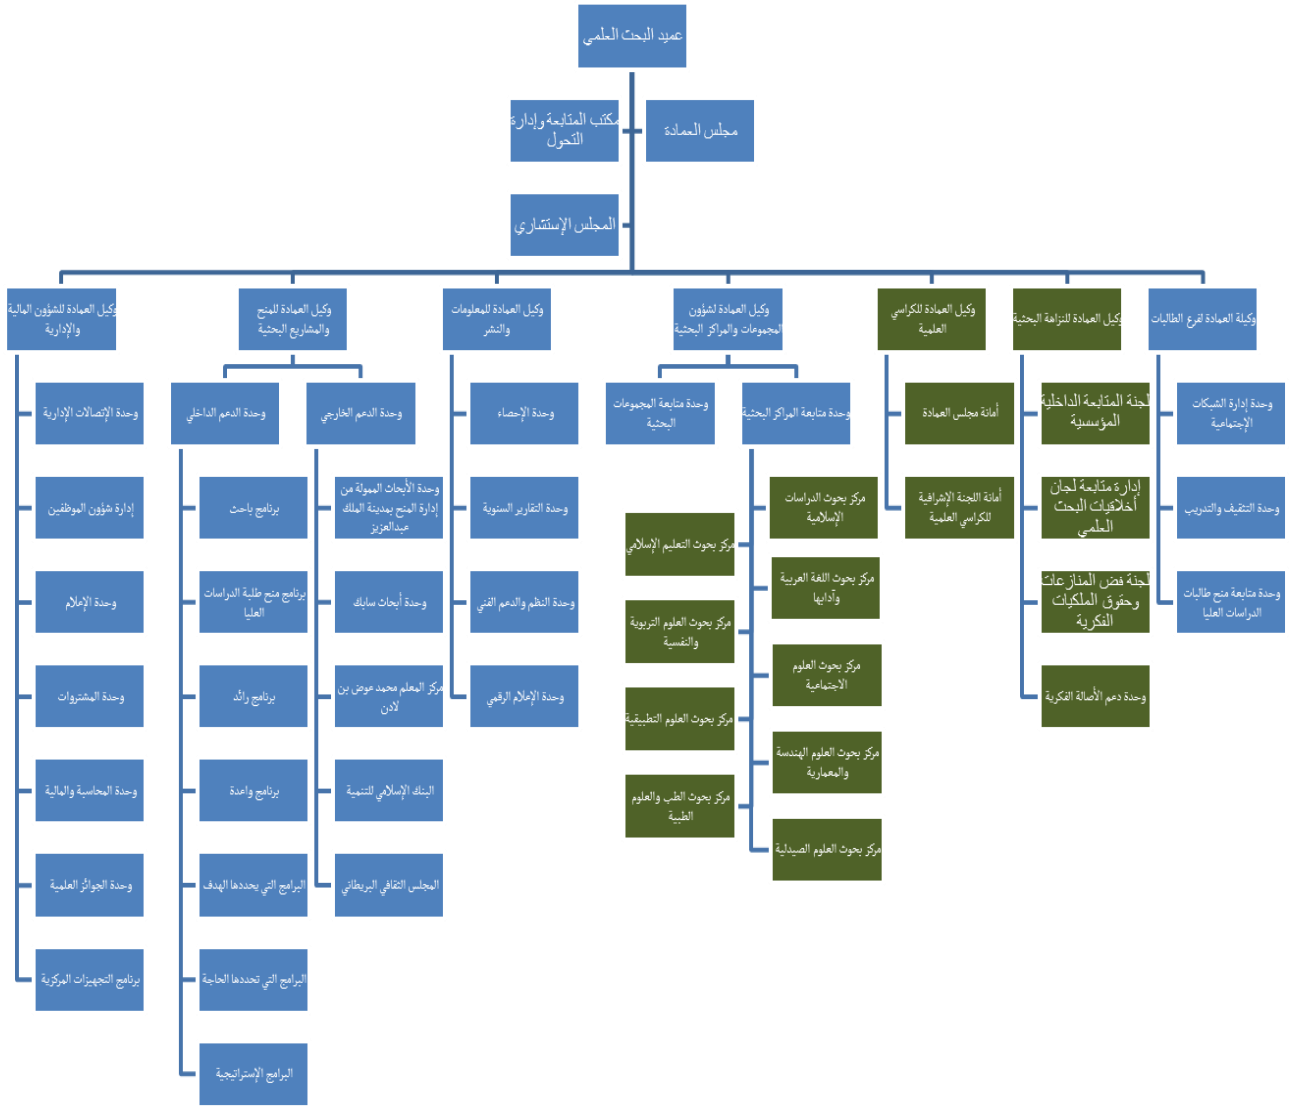 عميد البحث العلمي
مجلس العمادة
مكتب المتابعة وإدارة
التحول
المجلس الإستشاري
وكيلة العمادة لفرع الطالبات
وكيل العمادة للنزاهة البحثية
وكيل العمادة للكراسي
العلمية
وكيل العمادة لشؤون
المجموعات والمراكز البحثية
وكيل العمادة للمعلومات
والنشر
وكيل العمادة للمنح
والمشاريع البحثية
وكيل العمادة للشؤون المالية
والإدارية
وحدة إدارة الشبكات
الإجتماعية
وحدة التثقيف والتدريب
وحدة متابعة منح طالبات
الدراسات العليا
لجنة المتابعة الداخلية
المؤسسية
إدارة متابعة لجان
أخلاقيات البحث
العلمي
لجنة فض المنازعات
وحقوق الملكيات
الفكرية
وحدة دعم الأصالة الفكرية
أمانة مجلس العمادة
أمانة اللجنة الإشرافية
للكراسي العلمية
وحدة متابعة المراكز البحثية
وحدة متابعة المجموعات
البحثية
مركز بحوث الدراسات
الإسلامية
مركز بحوث التعليم الإسلامي
مركز بحوث اللغة العربية
وآدابها
مركز بحوث العلوم التربوية
والنفسية
مركز بحوث العلوم
الاجتماعية
مركز بحوث العلوم التطبيقية
مركز بحوث العلوم الهندسة
والمعمارية
مركز بحوث الطب والعلوم
الطبية
مركز بحوث العلوم الصيدلية
وحدة الإحصاء
وحدة التقارير السنوية
وحدة النظم والدعم الفني
وحدة الإعلام الرقمي
وحدة الدعم الخارجي
وحدة الأبحاث الممولة من
إدارة المنح بمدينة الملك
عبدالعزيز
وحدة أبحاث سابك
مركز المعلم محمد عوض بن
لادن
البنك الإسلامي للتنمية
المجلس الثقافي البريطاني
وحدة الدعم الداخلي
برنامج باحث
برنامج منح طلبة الدراسات
العليا
برنامج رائد
برنامج واعدة
البرامج التي يحددها الهدف
البرامج التي تحددها الحاجة
البرامج الإستراتيجية
وحدة الإتصالات الإدارية
إدارة شؤون الموظفين
وحدة الإعلام
وحدة المشتروات
وحدة المحاسبة والمالية
وحدة الجوائز العلمية
برنامج التجهيزات المركزية